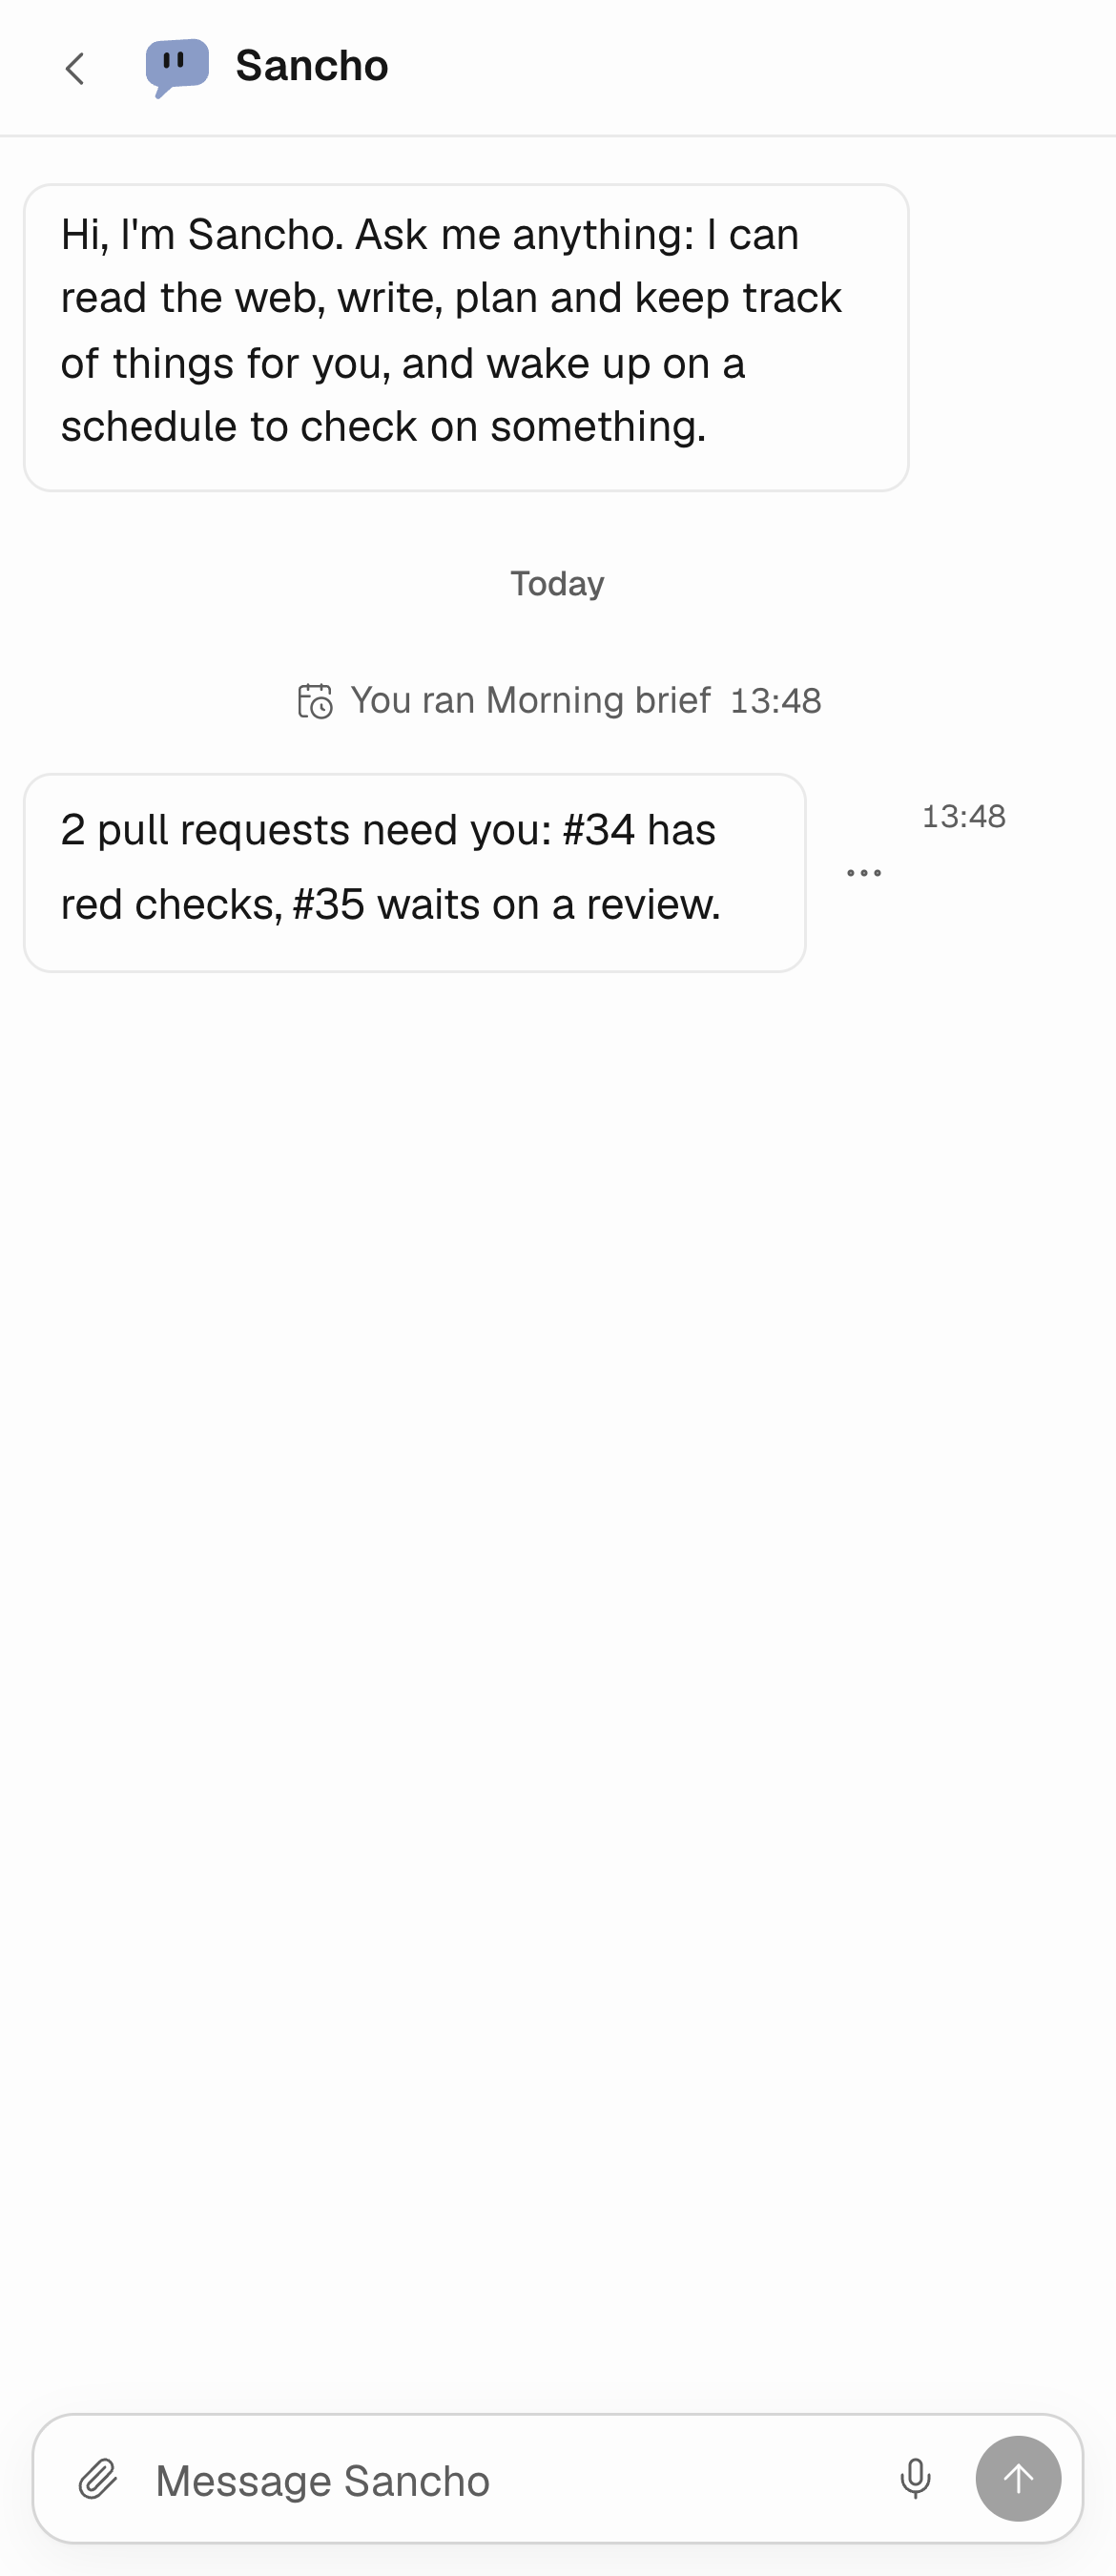 Sancho
Hi, I'm Sancho. Ask me anything: I can
read the web, write, plan and keep track
of things for you, and wake up on a
schedule to check on something.
Today
You ran Morning brief 13:48
2 pull requests need you: #34 has
red checks, #35 waits on a review.
13:48
Message Sancho